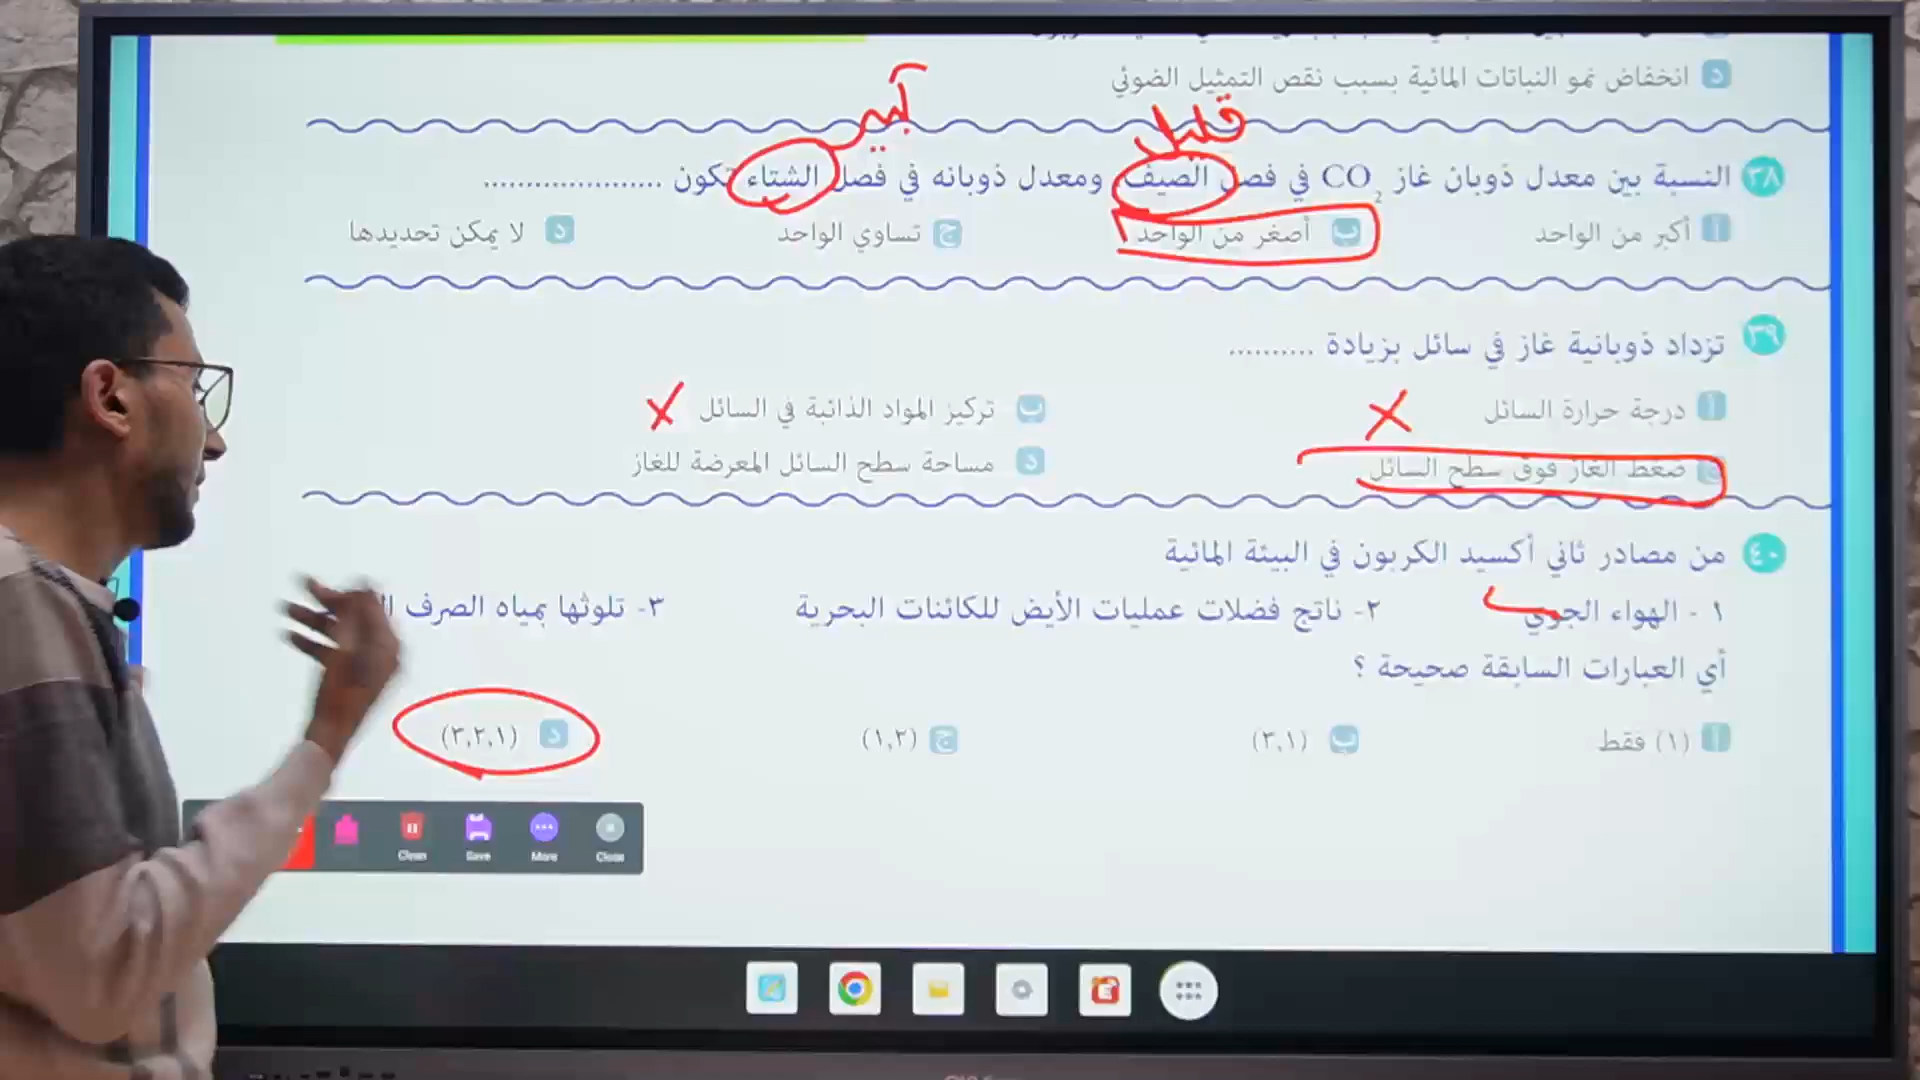 د انخفاض نمو النباتات المائية بسبب نقص التمثيل الضوئي
قليل
كبير
٣٨ النسبة بين معدل ذوبان غاز CO₂ في فصل الصيف ومعدل ذوبانه في فصل الشتاء تكون ....................
أ أكبر من الواحد ب أصغر من الواحد ج تساوي الواحد د لا يمكن تحديدها
٣٩ تزداد ذوبانية غاز في سائل بزيادة ..........
أ درجة حرارة السائل ب تركيز المواد الذائبة في السائل
ج ضغط الغاز فوق سطح السائل د مساحة سطح السائل المعرضة للغاز
٤٠ من مصادر ثاني أكسيد الكربون في البيئة المائية
١ - الهواء الجوي ٢- ناتج فضلات عمليات الأيض للكائنات البحرية ٣- تلوثها بمياه الصرف
أي العبارات السابقة صحيحة ؟
أ (١) فقط ب (٣,١) ج (١,٢) د (٣,٢,١)
Clean Save More Close